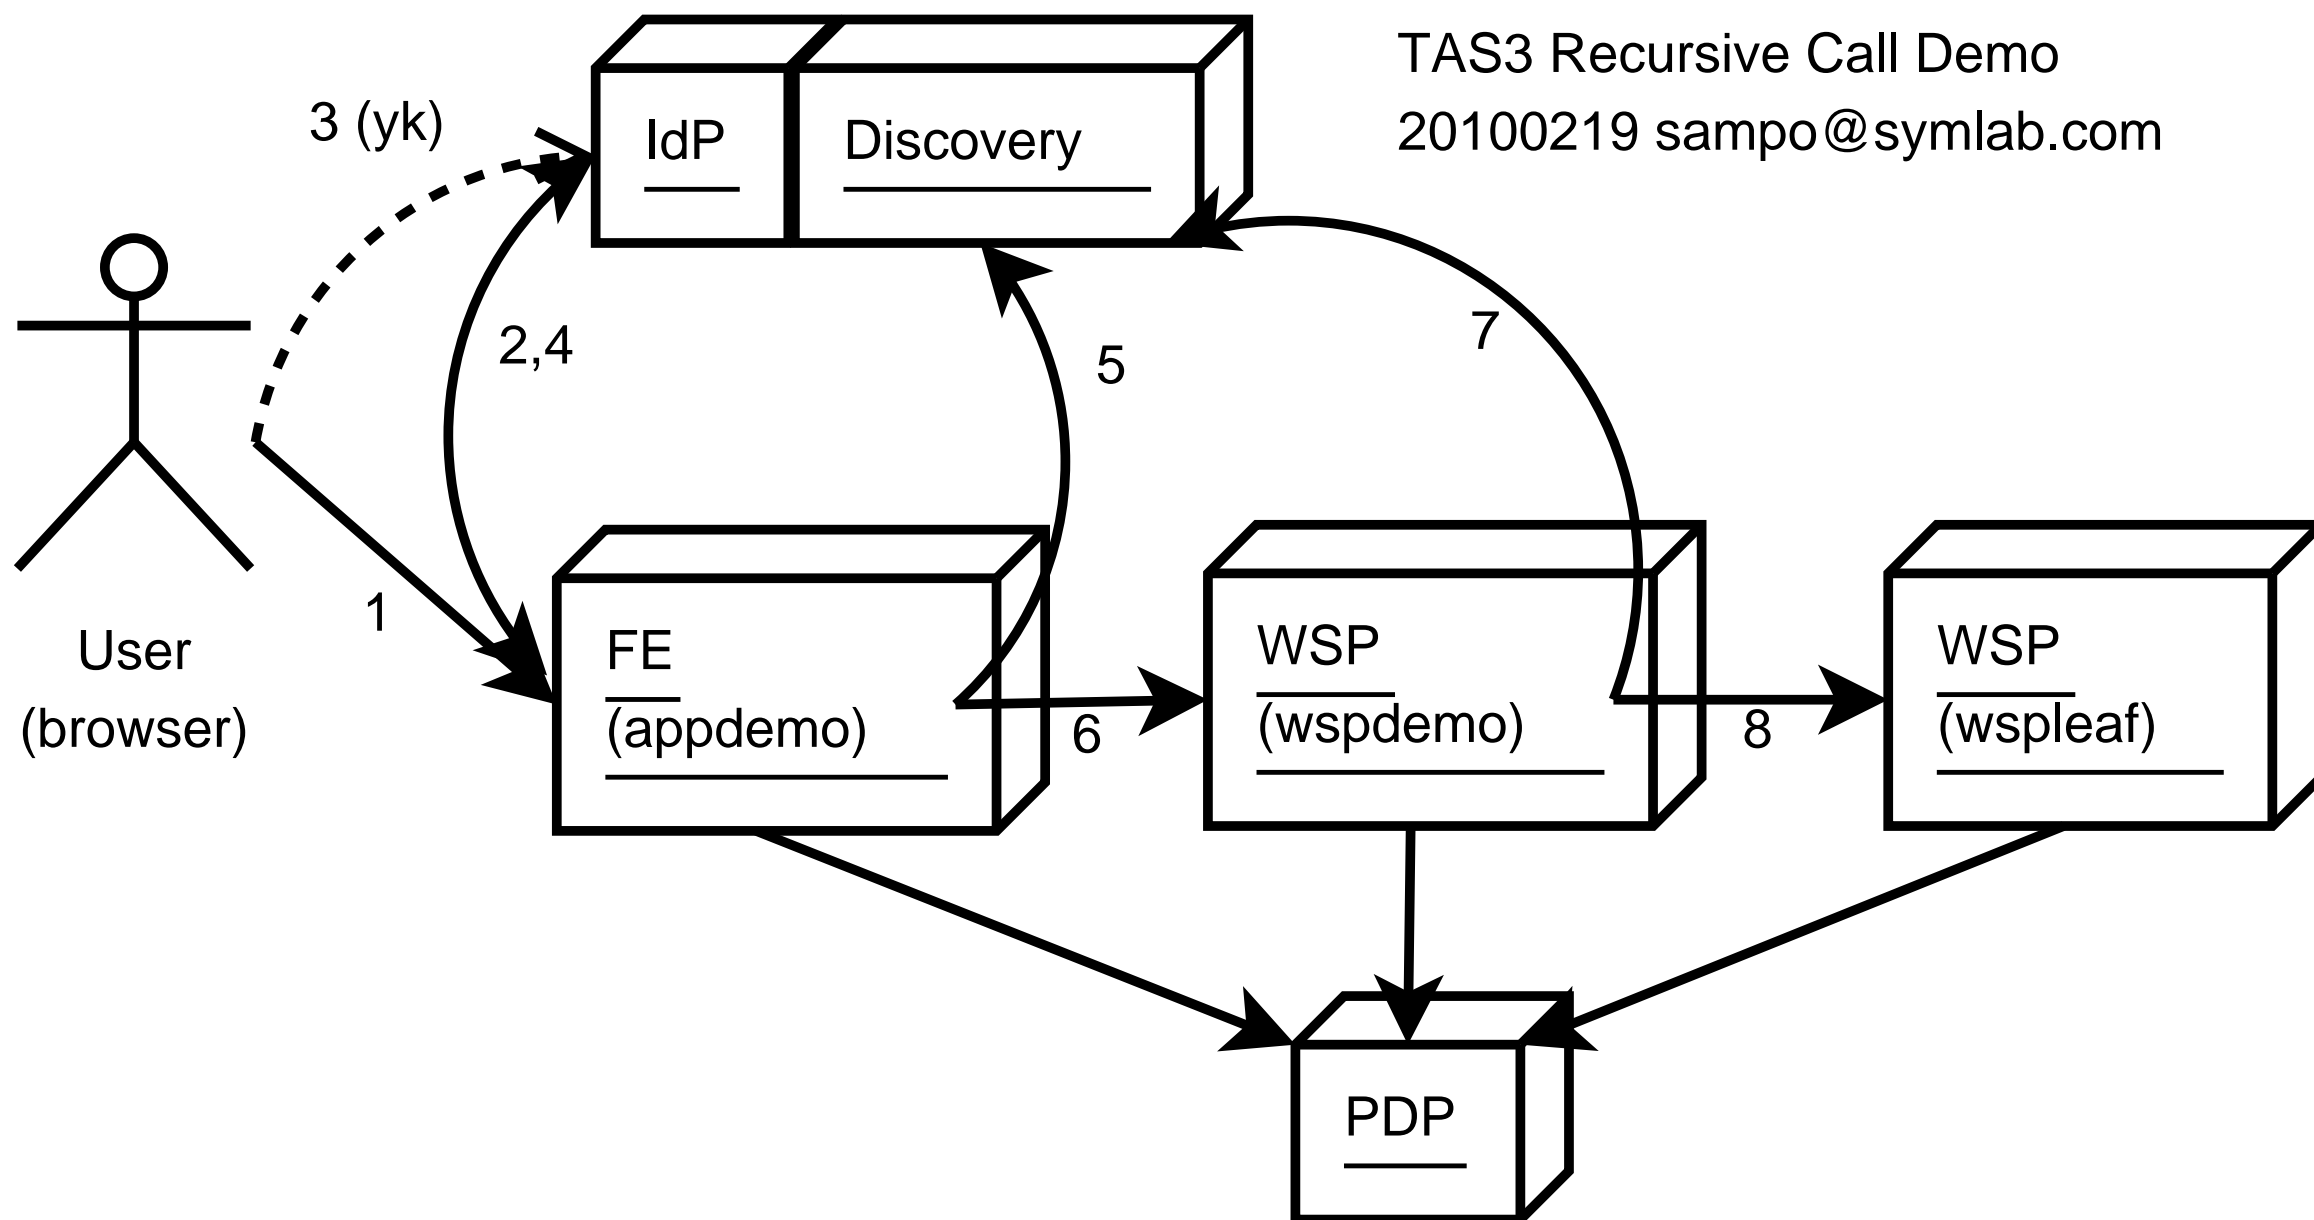 TAS3 Recursive Call Demo
20100219 sampo@symlab.com
3 (yk)
IdP
Discovery
2,4
5
7
1
User
(browser)
FE
(appdemo)
6
WSP
(wspdemo)
8
WSP
(wspleaf)
PDP